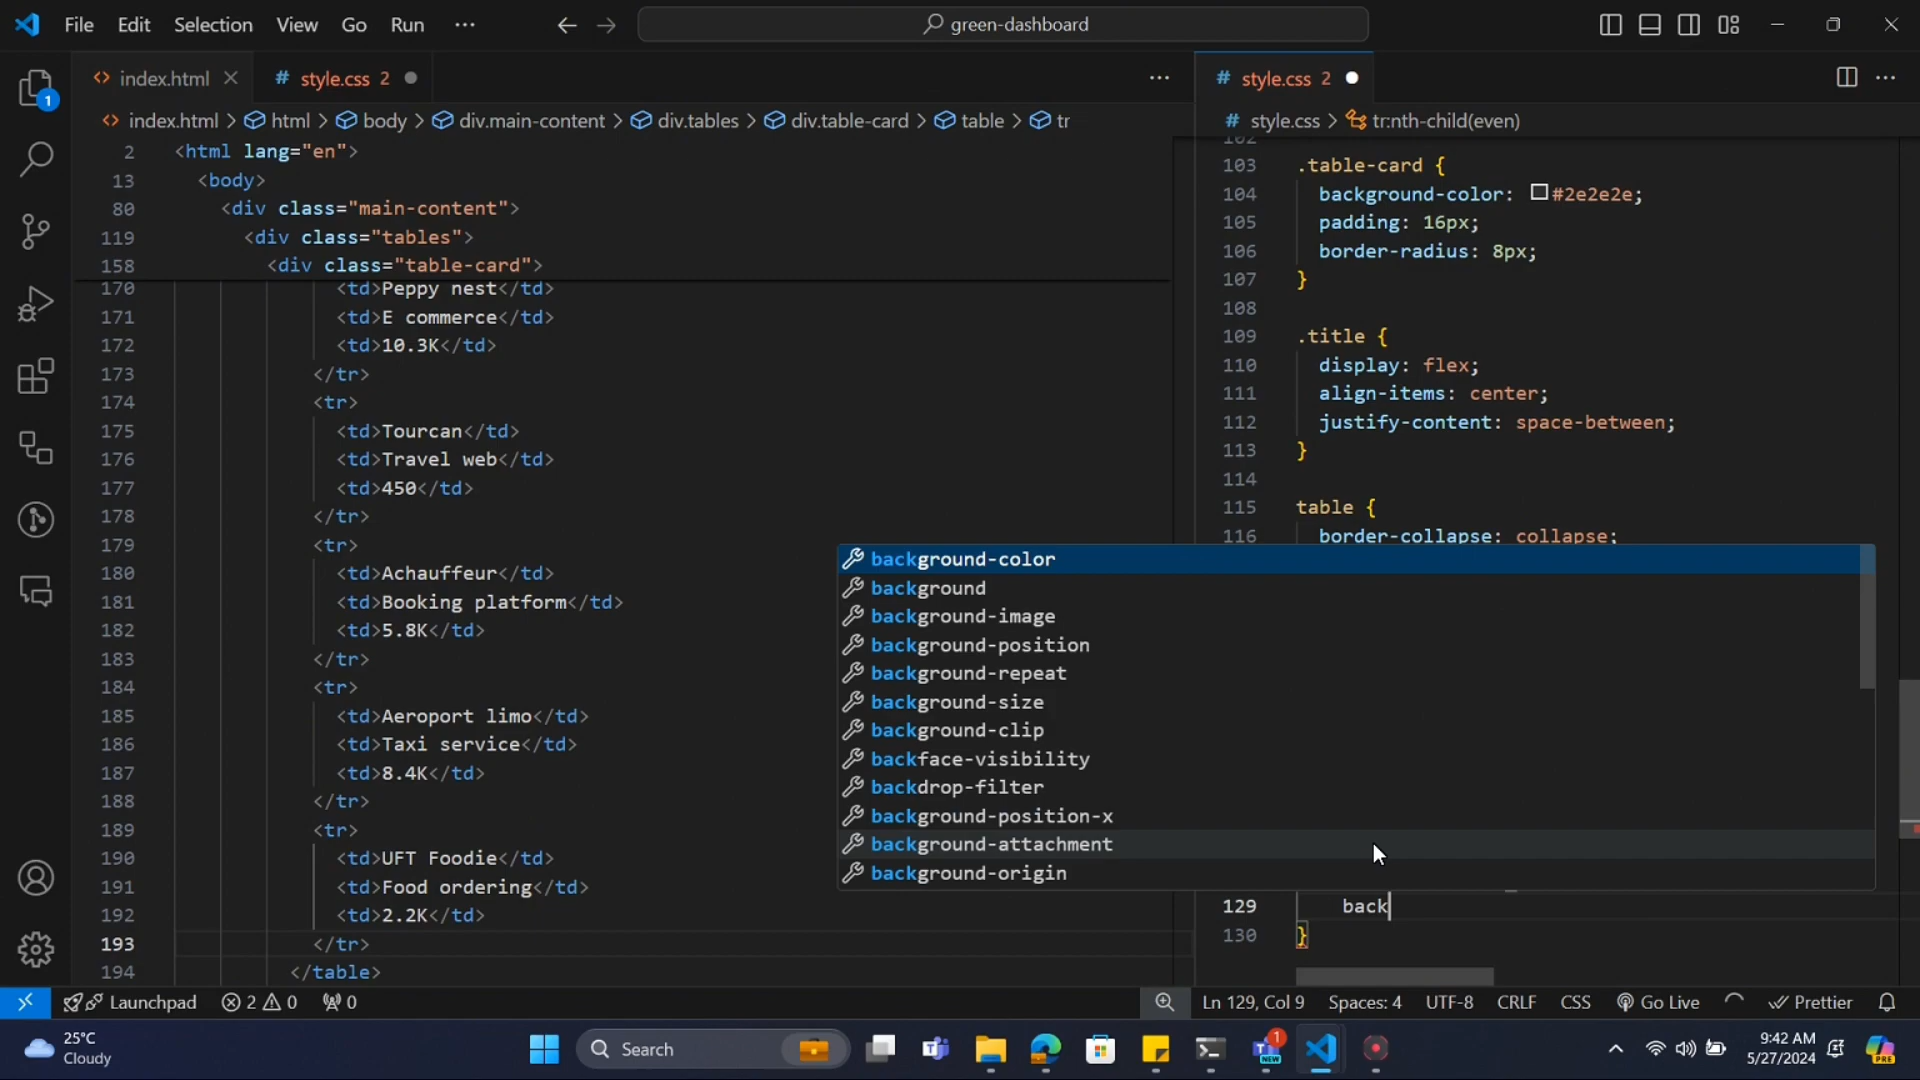 File Edit Selection View Go Run ··· green-dashboard
index.html style.css 2 ···
index.html > html > body > div.main-content > div.tables > div.table-card > table > tr
2 <html lang="en">
13 <body>
80 <div class="main-content">
119 <div class="tables">
158 <div class="table-card">
170 <td>Peppy nest</td>
171 <td>E commerce</td>
172 <td>10.3K</td>
173 </tr>
174 <tr>
175 <td>Tourcan</td>
176 <td>Travel web</td>
177 <td>450</td>
178 </tr>
179 <tr>
180 <td>Achauffeur</td>
181 <td>Booking platform</td>
182 <td>5.8K</td>
183 </tr>
184 <tr>
185 <td>Aeroport limo</td>
186 <td>Taxi service</td>
187 <td>8.4K</td>
188 </tr>
189 <tr>
190 <td>UFT Foodie</td>
191 <td>Food ordering</td>
192 <td>2.2K</td>
193 </tr>
194 </table>
# style.css 2 ···
# style.css > tr:nth-child(even)
103 .table-card {
104 background-color: #2e2e2e;
105 padding: 16px;
106 border-radius: 8px;
107 }
108
109 .title {
110 display: flex;
111 align-items: center;
112 justify-content: space-between;
113 }
114
115 table {
116 border-collapse: collapse;
background-color
background
background-image
background-position
background-repeat
background-size
background-clip
backface-visibility
backdrop-filter
background-position-x
background-attachment
background-origin
129 back
130 }
1
Launchpad 2 0 0 Ln 129, Col 9 Spaces: 4 UTF-8 CRLF CSS Go Live Prettier
25°C
Cloudy
Search
1
NEW
9:42 AM
5/27/2024
PRE